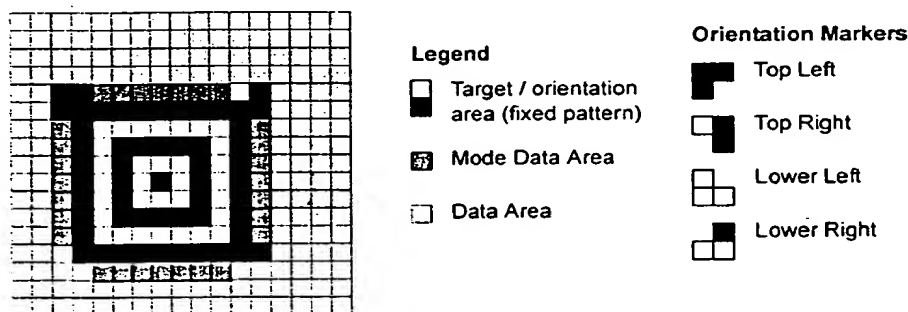 Legend
Target / orientation
area (fixed pattern)
Mode Data Area
Data Area
Orientation Markers
Top Left
Top Right
Lower Left
Lower Right